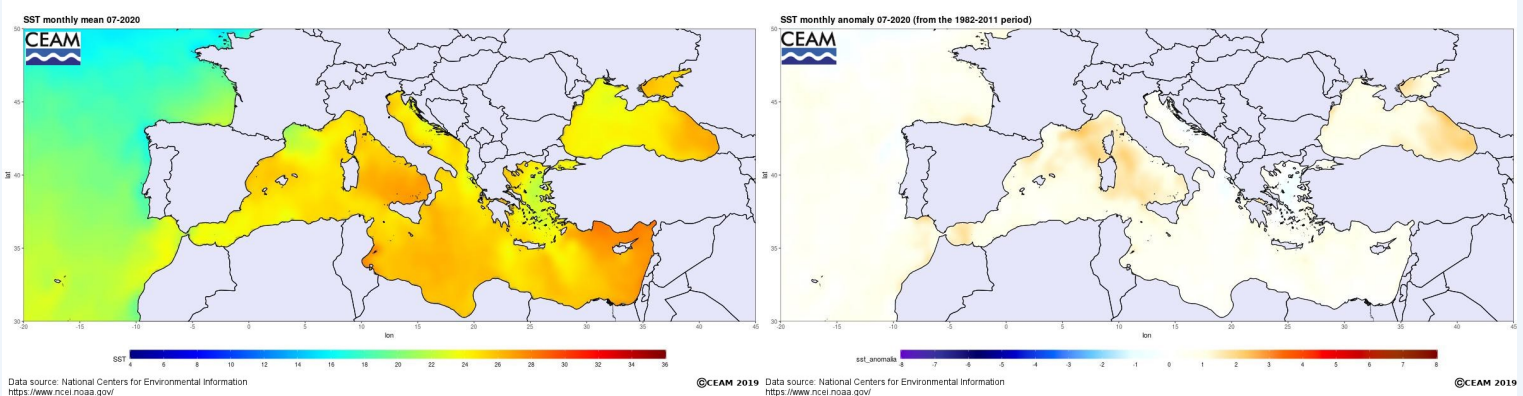 SST monthly mean 07-2020
CEAM
50
45
40
35
30
lat
-20 -15 -10 -5 0 5 10 15 20 25 30 35 40 45
lon
SST
4 6 8 10 12 14 16 18 20 22 24 26 28 30 32 34 36
Data source: National Centers for Environmental Information
https://www.ncei.noaa.gov/
©CEAM 2019
SST monthly anomaly 07-2020 (from the 1982-2011 period)
CEAM
50
45
40
35
30
lat
-20 -15 -10 -5 0 5 10 15 20 25 30 35 40 45
lon
sst_anomalia
-8 -7 -6 -5 -4 -3 -2 -1 0 1 2 3 4 5 6 7 8
Data source: National Centers for Environmental Information
https://www.ncei.noaa.gov/
©CEAM 2019